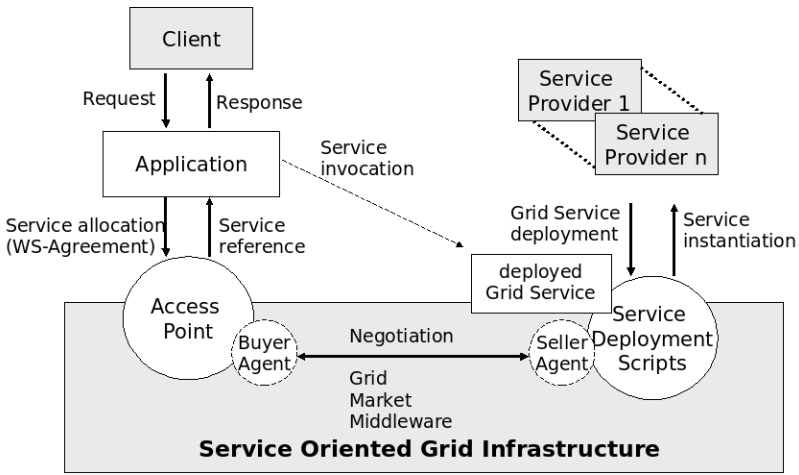 Client
Request
Response
Application
Service
invocation
Service
Provider 1
Service
Provider n
Service allocation
(WS-Agreement)
Service
reference
Grid Service
deployment
Service
instantiation
deployed
Grid Service
Access
Point
Buyer
Agent
Negotiation
Grid
Market
Middleware
Seller
Agent
Service
Deployment
Scripts
Service Oriented Grid Infrastructure